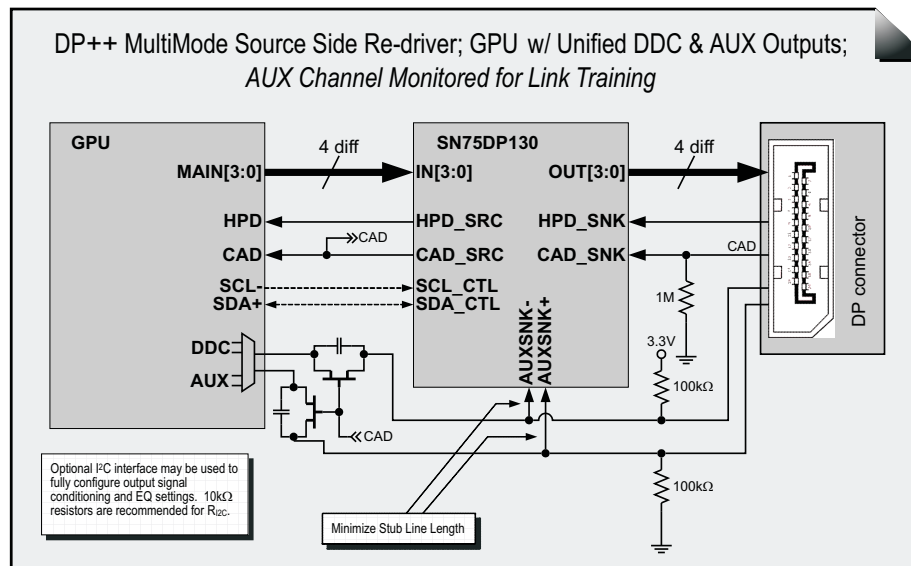 DP++ MultiMode Source Side Re-driver; GPU w/ Unified DDC & AUX Outputs;
AUX Channel Monitored for Link Training
GPU
SN75DP130
MAIN[3:0]
4 diff
IN[3:0]
OUT[3:0]
4 diff
HPD
HPD_SRC
HPD_SNK
CAD
CAD
CAD_SRC
CAD_SNK
CAD
SCL-
SCL_CTL
SDA+
SDA_CTL
1M
DP connector
AUXSNK-
AUXSNK+
3.3V
DDC
AUX
100kΩ
CAD
100kΩ
Optional I²C interface may be used to
fully configure output signal
conditioning and EQ settings. 10kΩ
resistors are recommended for RI2C.
Minimize Stub Line Length